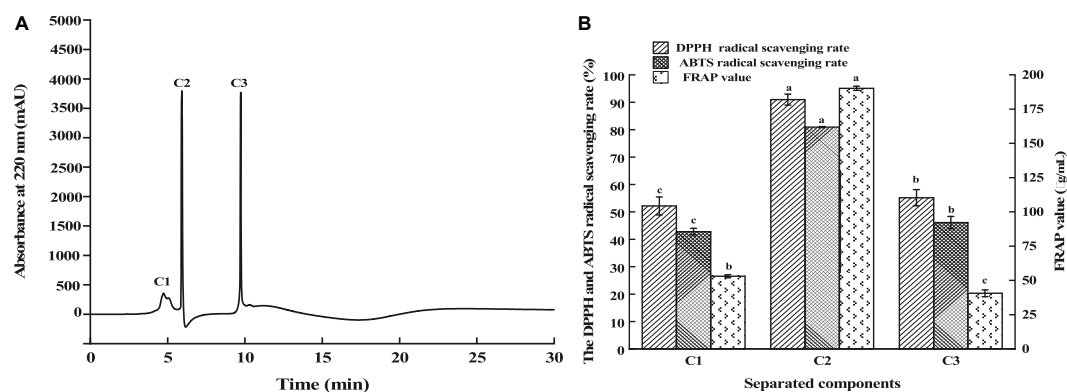 A
5000
4500
4000
3500
3000
2500
2000
1500
1000
500
0
Absorbance at 220 nm (mAU)
C1
C2
C3
0 5 10 15 20 25 30
Time (min)
B
DPPH radical scavenging rate
ABTS radical scavenging rate
FRAP value
The DPPH and ABTS radical scavenging rate (%)
100
90
80
70
60
50
40
30
20
10
0
c c b
a a a
b b c
200
175
150
125
100
75
50
25
0
FRAP value (□g/mL)
C1 C2 C3
Separated components